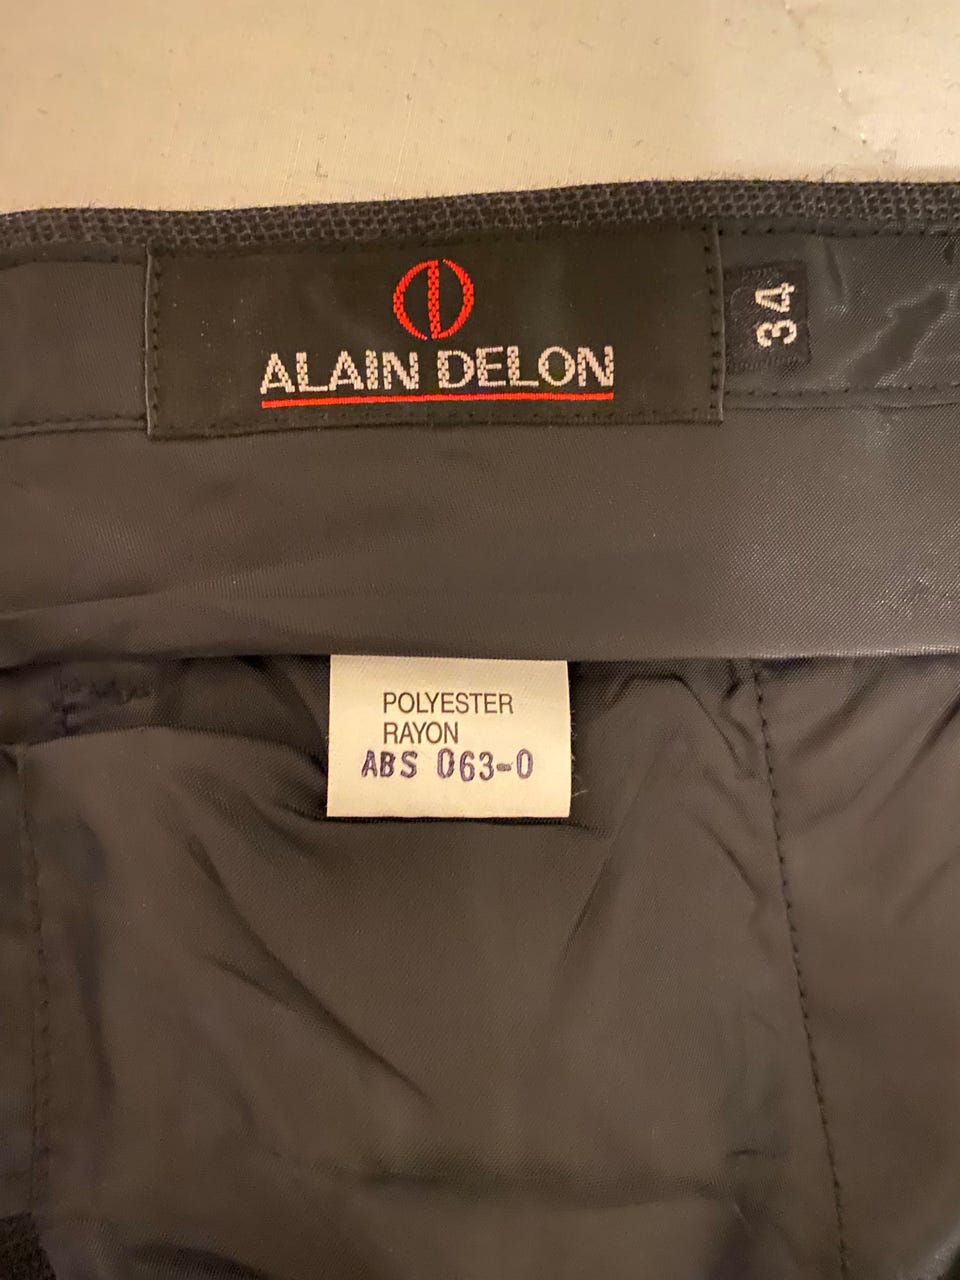 ALAIN DELON
34
POLYESTER
RAYON
ABS 063-0